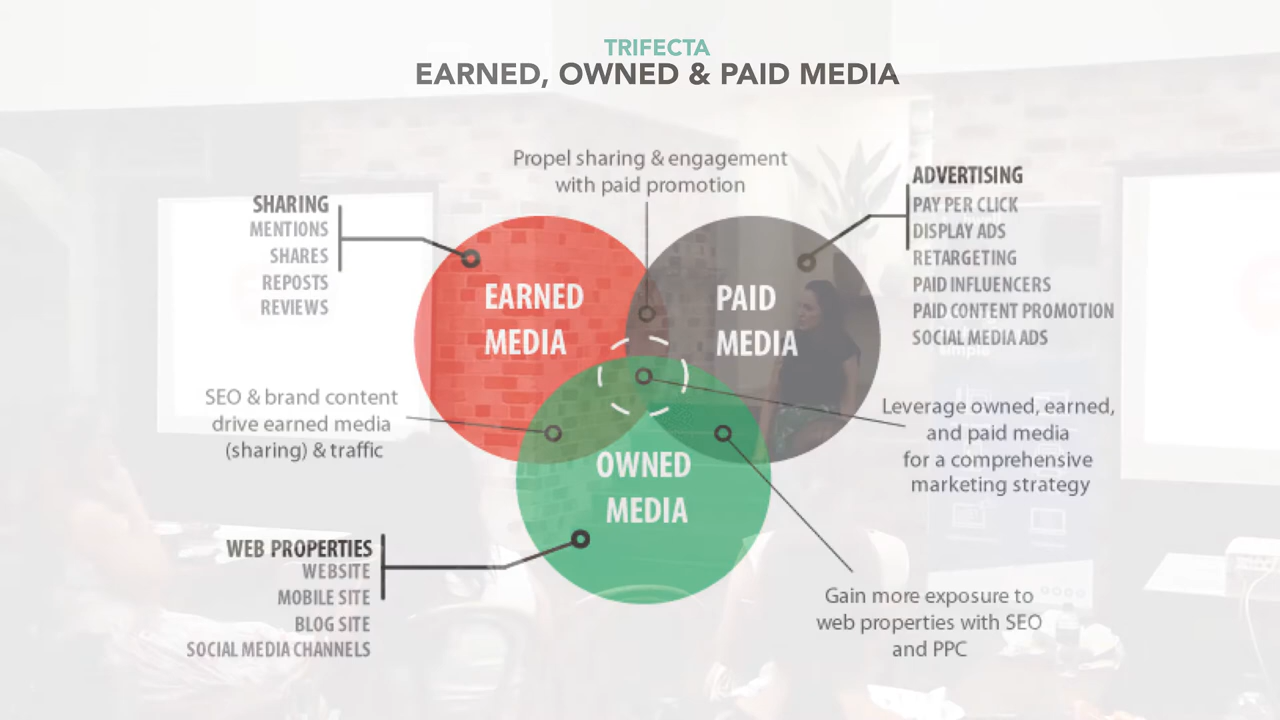 TRIFECTA
EARNED, OWNED & PAID MEDIA
Propel sharing & engagement
with paid promotion
SHARING
MENTIONS
SHARES
REPOSTS
REVIEWS
ADVERTISING
PAY PER CLICK
DISPLAY ADS
RETARGETING
PAID INFLUENCERS
PAID CONTENT PROMOTION
SOCIAL MEDIA ADS
EARNED
MEDIA
PAID
MEDIA
SEO & brand content
drive earned media
(sharing) & traffic
Leverage owned, earned,
and paid media
for a comprehensive
marketing strategy
OWNED
MEDIA
WEB PROPERTIES
WEBSITE
MOBILE SITE
BLOG SITE
SOCIAL MEDIA CHANNELS
Gain more exposure to
web properties with SEO
and PPC